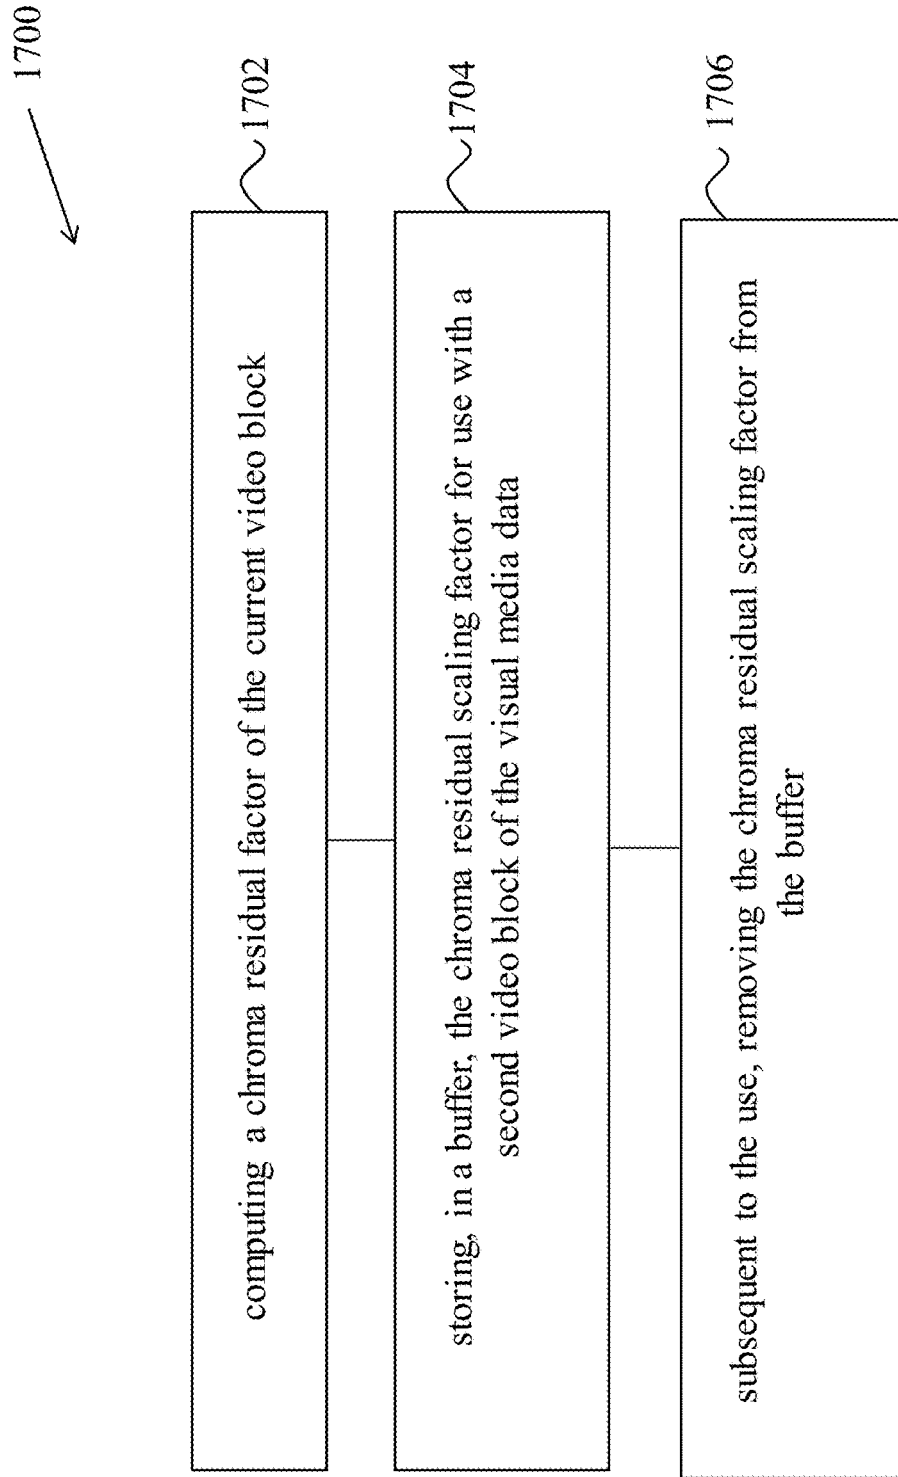 1700
1702
computing a chroma residual factor of the current video block
1704
storing, in a buffer, the chroma residual scaling factor for use with a
second video block of the visual media data
1706
subsequent to the use, removing the chroma residual scaling factor from
the buffer